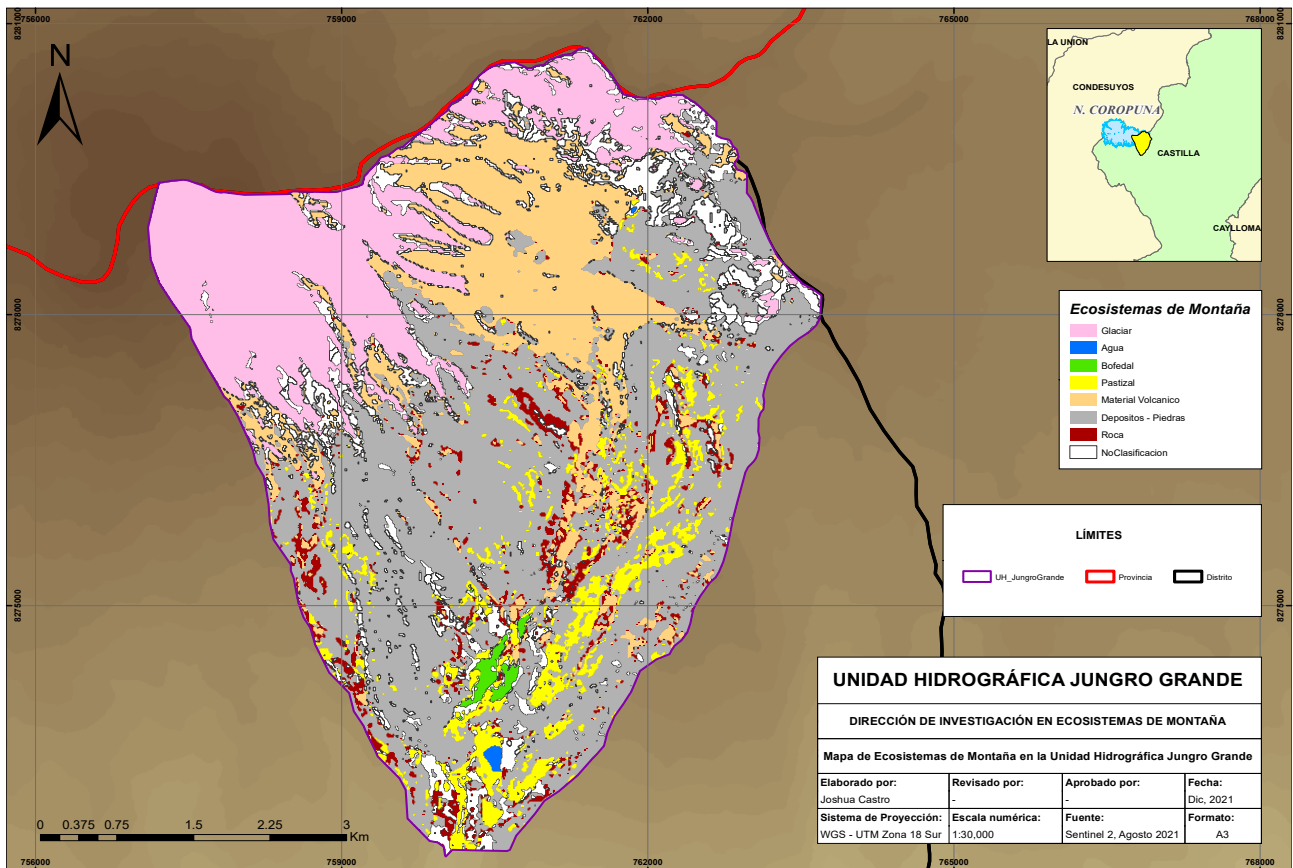 756000
759000
762000
765000
768000
8281000
8281000
N
LA UNION
CONDESUYOS
N. COROPUNA
CASTILLA
CAYLLOMA
8278000
8278000
Ecosistemas de Montaña
Glaciar
Agua
Bofedal
Pastizal
Material Volcanico
Depositos - Piedras
Roca
NoClasificacion
LÍMITES
UH_JungroGrande
Provincia
Distrito
8275000
8275000
UNIDAD HIDROGRÁFICA JUNGRO GRANDE
DIRECCIÓN DE INVESTIGACIÓN EN ECOSISTEMAS DE MONTAÑA
Mapa de Ecosistemas de Montaña en la Unidad Hidrográfica Jungro Grande
Elaborado por:
Joshua Castro
Revisado por:
-
Aprobado por:
-
Fecha:
Dic, 2021
Sistema de Proyección:
WGS - UTM Zona 18 Sur
Escala numérica:
1:30,000
Fuente:
Sentinel 2, Agosto 2021
Formato:
A3
0 0.375 0.75 1.5 2.25 3
Km
756000
759000
762000
765000
768000